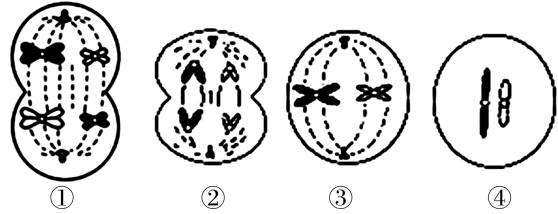 ① ② ③ ④